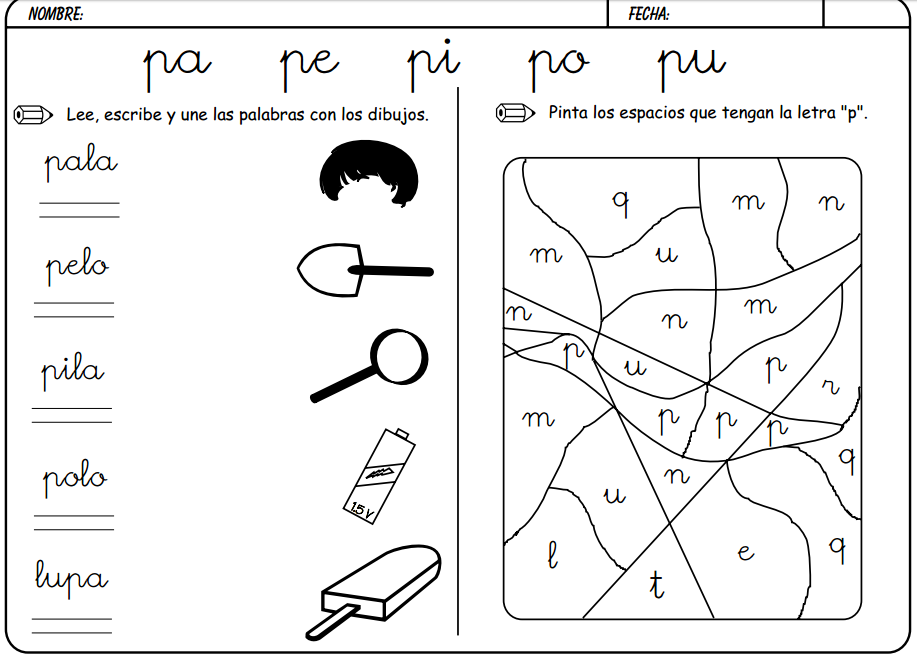 NOMBRE: FECHA:
pa pe pi po pu
Lee, escribe y une las palabras con los dibujos.
pala
pelo
pila
polo
lupa
1.5 V
Pinta los espacios que tengan la letra "p".
q m n
m u
n n m
p u p r
m p p p
q
u n
l e q
t